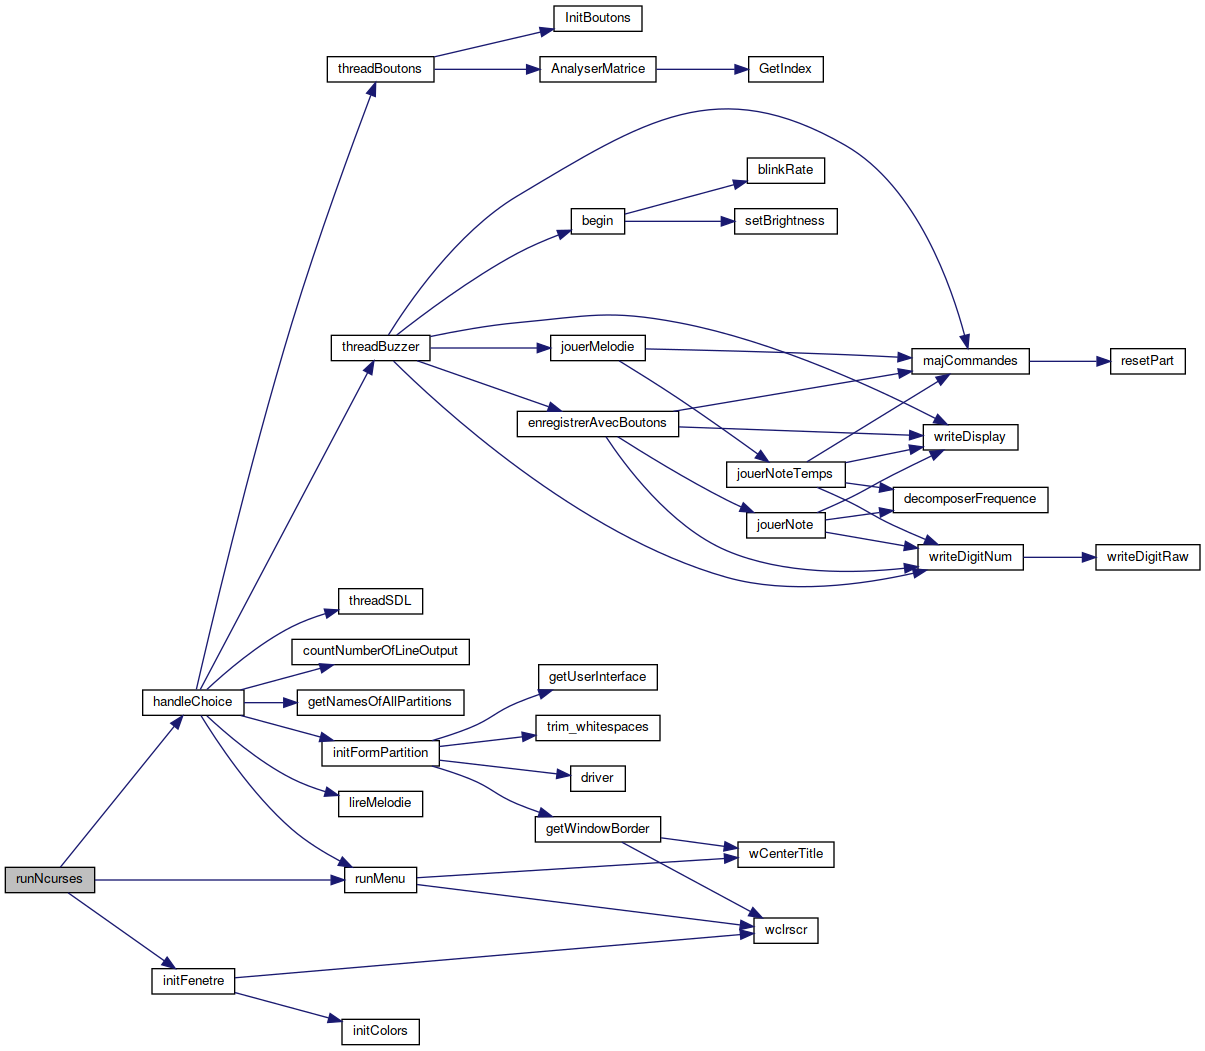 InitBoutons
threadBoutons
AnalyserMatrice
GetIndex
blinkRate
begin
setBrightness
threadBuzzer
jouerMelodie
majCommandes
resetPart
enregistrerAvecBoutons
writeDisplay
jouerNoteTemps
decomposerFrequence
jouerNote
writeDigitNum
writeDigitRaw
threadSDL
countNumberOfLineOutput
getUserInterface
handleChoice
getNamesOfAllPartitions
trim_whitespaces
initFormPartition
driver
lireMelodie
getWindowBorder
wCenterTitle
runNcurses
runMenu
wclrscr
initFenetre
initColors